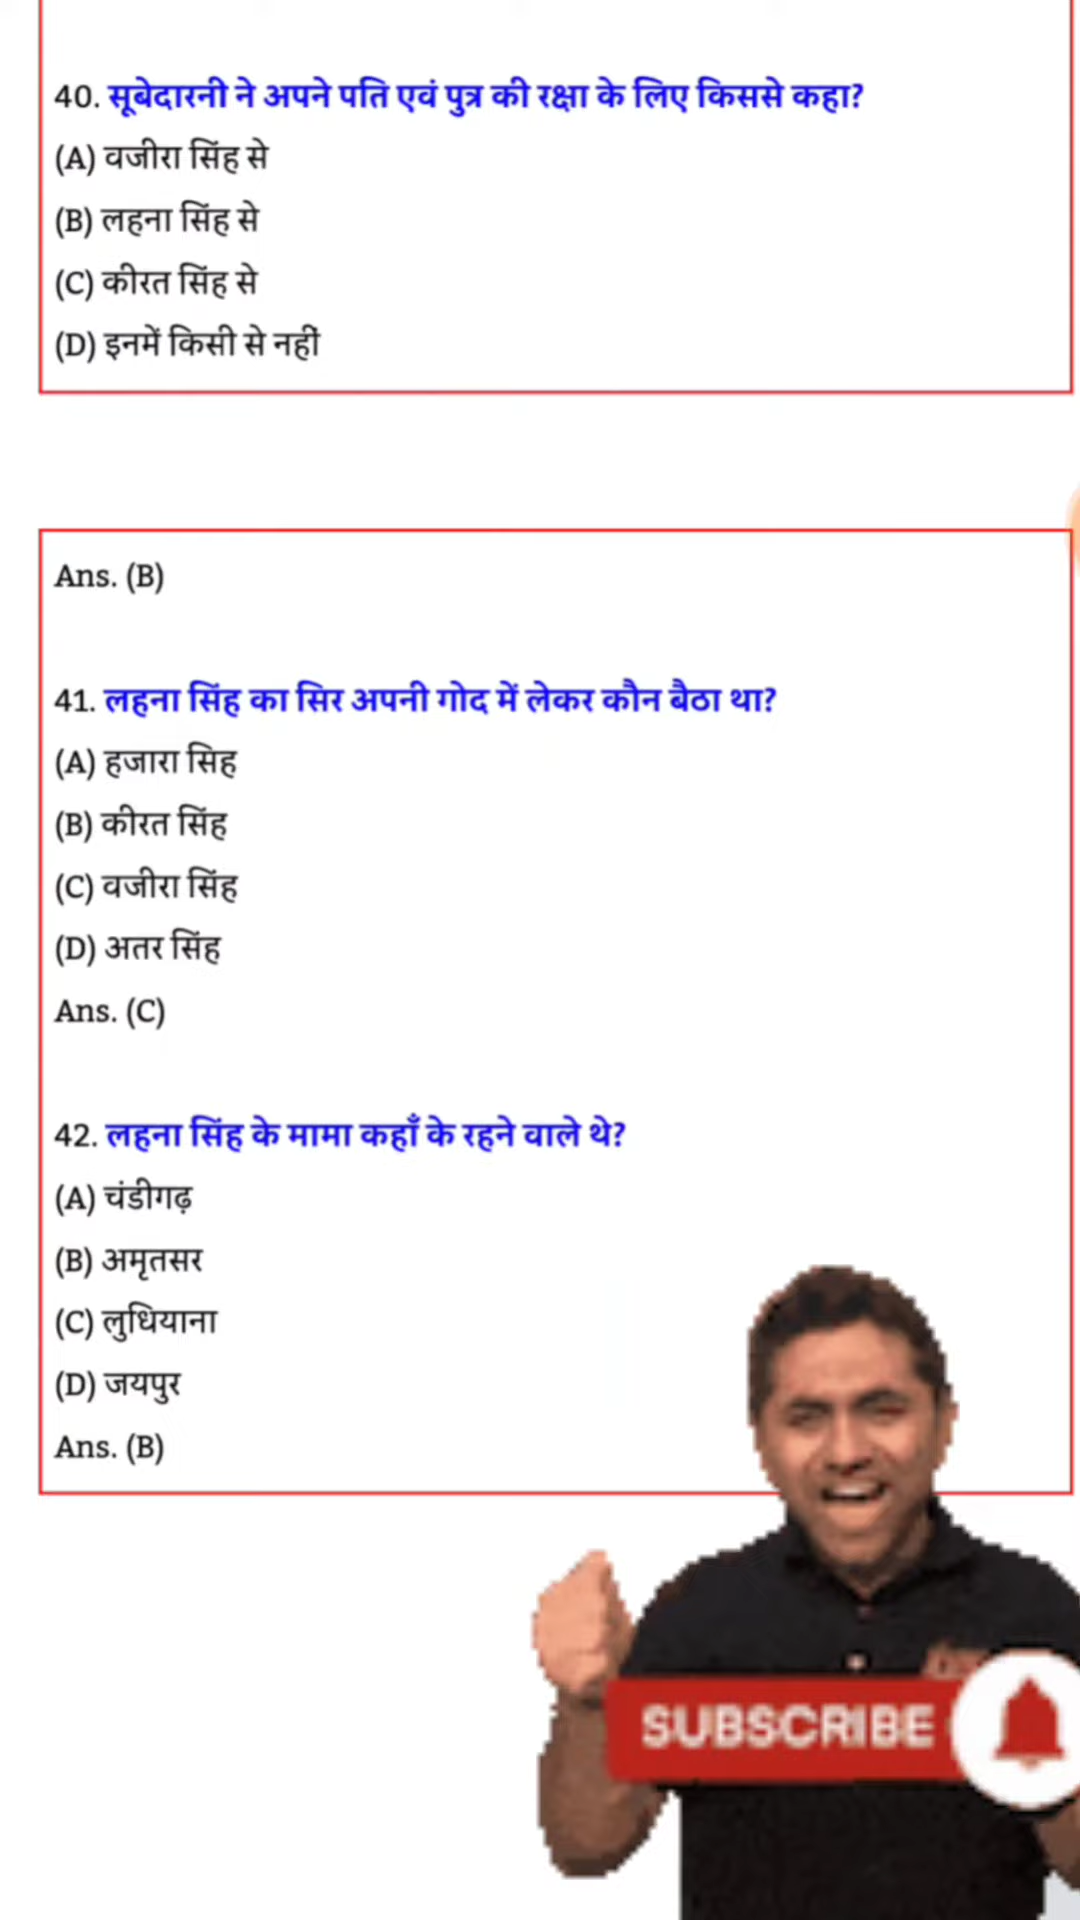 40. सूबेदारनी ने अपने पति एवं पुत्र की रक्षा के लिए किससे कहा?
(A) वजीरा सिंह से
(B) लहना सिंह से
(C) कीरत सिंह से
(D) इनमें किसी से नहीं
Ans. (B)
41. लहना सिंह का सिर अपनी गोद में लेकर कौन बैठा था?
(A) हजारा सिह
(B) कीरत सिंह
(C) वजीरा सिंह
(D) अतर सिंह
Ans. (C)
42. लहना सिंह के मामा कहाँ के रहने वाले थे?
(A) चंडीगढ़
(B) अमृतसर
(C) लुधियाना
(D) जयपुर
Ans. (B)
SUBSCRIBE